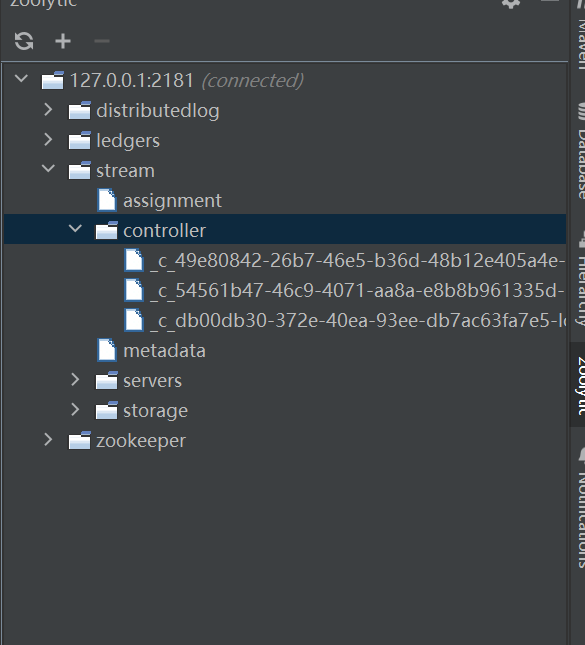 zoolytic
127.0.0.1:2181 (connected)
distributedlog
ledgers
stream
assignment
controller
_c_49e80842-26b7-46e5-b36d-48b12e405a4e-
_c_54561b47-46c9-4071-aa8a-e8b8b961335d-
_c_db00db30-372e-40ea-93ee-db7ac63fa7e5-lo
metadata
servers
storage
zookeeper
Maven
Database
Hierarchy
zoolytic
Notifications